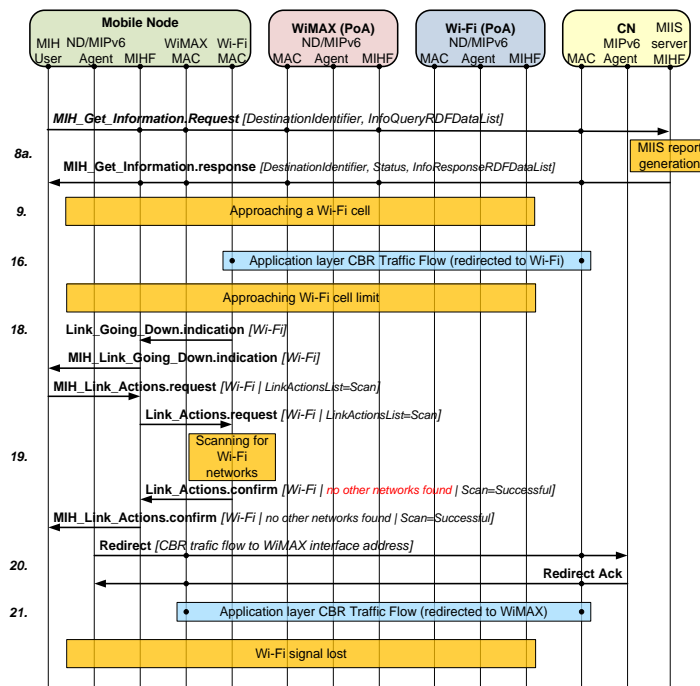 Mobile Node
WiMAX (PoA)
Wi-Fi (PoA)
CN
MIIS
MIH ND/MIPv6 WiMAX Wi-Fi
ND/MIPv6
ND/MIPv6
MIPv6 server
User Agent MIHF MAC MAC
MAC Agent MIHF
MAC Agent MIHF
MAC Agent MIHF
MIH_Get_Information.Request [DestinationIdentifier, InfoQueryRDFDataList]
8a.
MIIS report
generation
MIH_Get_Information.response [DestinationIdentifier, Status, InfoResponseRDFDataList]
9.
Approaching a Wi-Fi cell
16.
Application layer CBR Traffic Flow (redirected to Wi-Fi)
Approaching Wi-Fi cell limit
18.
Link_Going_Down.indication [Wi-Fi]
MIH_Link_Going_Down.indication [Wi-Fi]
MIH_Link_Actions.request [Wi-Fi | LinkActionsList=Scan]
Link_Actions.request [Wi-Fi | LinkActionsList=Scan]
19.
Scanning for
Wi-Fi
networks
Link_Actions.confirm [Wi-Fi | no other networks found | Scan=Successful]
MIH_Link_Actions.confirm [Wi-Fi | no other networks found | Scan=Successful]
Redirect [CBR trafic flow to WiMAX interface address]
20.
Redirect Ack
21.
Application layer CBR Traffic Flow (redirected to WiMAX)
Wi-Fi signal lost